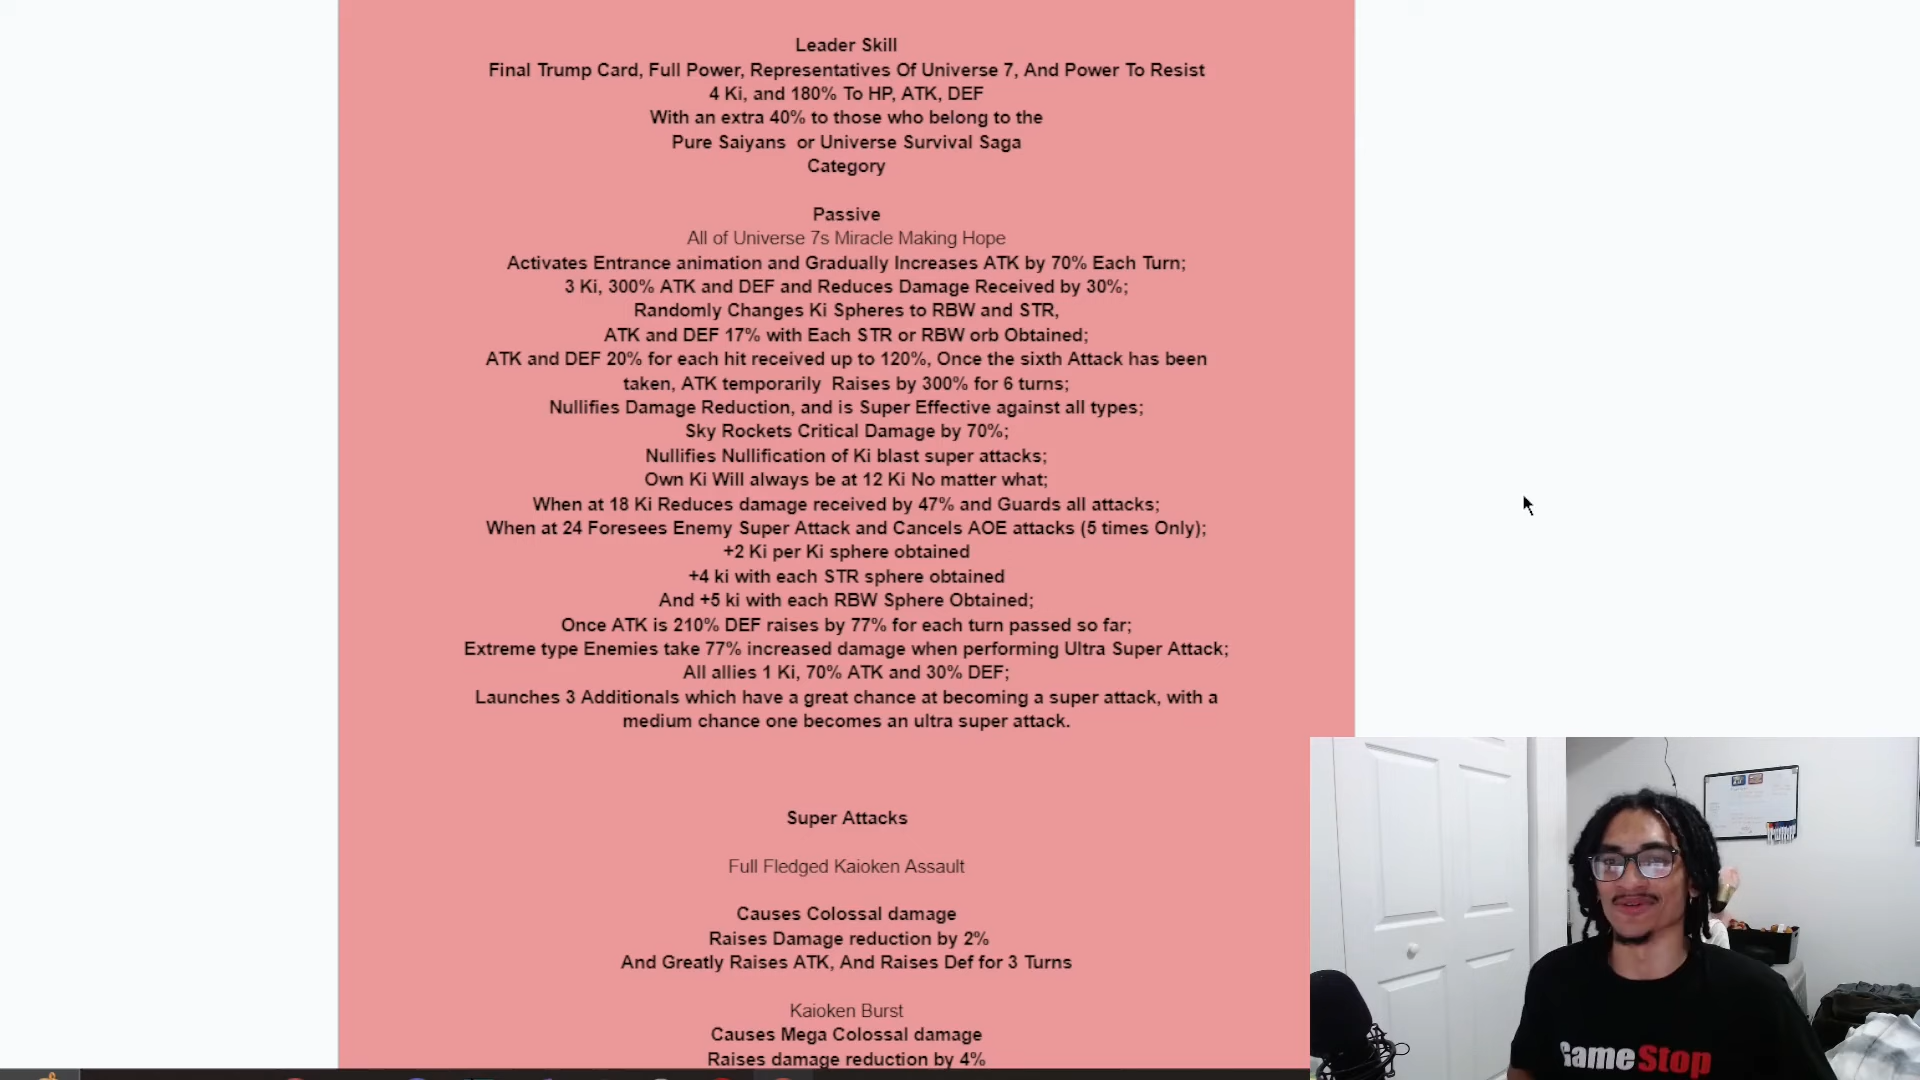 Leader Skill
Final Trump Card, Full Power, Representatives Of Universe 7, And Power To Resist
4 Ki, and 180% To HP, ATK, DEF
With an extra 40% to those who belong to the
Pure Saiyans or Universe Survival Saga
Category
Passive
All of Universe 7s Miracle Making Hope
Activates Entrance animation and Gradually Increases ATK by 70% Each Turn;
3 Ki, 300% ATK and DEF and Reduces Damage Received by 30%;
Randomly Changes Ki Spheres to RBW and STR,
ATK and DEF 17% with Each STR or RBW orb Obtained;
ATK and DEF 20% for each hit received up to 120%, Once the sixth Attack has been
taken, ATK temporarily Raises by 300% for 6 turns;
Nullifies Damage Reduction, and is Super Effective against all types;
Sky Rockets Critical Damage by 70%;
Nullifies Nullification of Ki blast super attacks;
Own Ki Will always be at 12 Ki No matter what;
When at 18 Ki Reduces damage received by 47% and Guards all attacks;
When at 24 Foresees Enemy Super Attack and Cancels AOE attacks (5 times Only);
+2 Ki per Ki sphere obtained
+4 ki with each STR sphere obtained
And +5 ki with each RBW Sphere Obtained;
Once ATK is 210% DEF raises by 77% for each turn passed so far;
Extreme type Enemies take 77% increased damage when performing Ultra Super Attack;
All allies 1 Ki, 70% ATK and 30% DEF;
Launches 3 Additionals which have a great chance at becoming a super attack, with a
medium chance one becomes an ultra super attack.
Super Attacks
Full Fledged Kaioken Assault
Causes Colossal damage
Raises Damage reduction by 2%
And Greatly Raises ATK, And Raises Def for 3 Turns
Kaioken Burst
Causes Mega Colossal damage
Raises damage reduction by 4%
GameStop